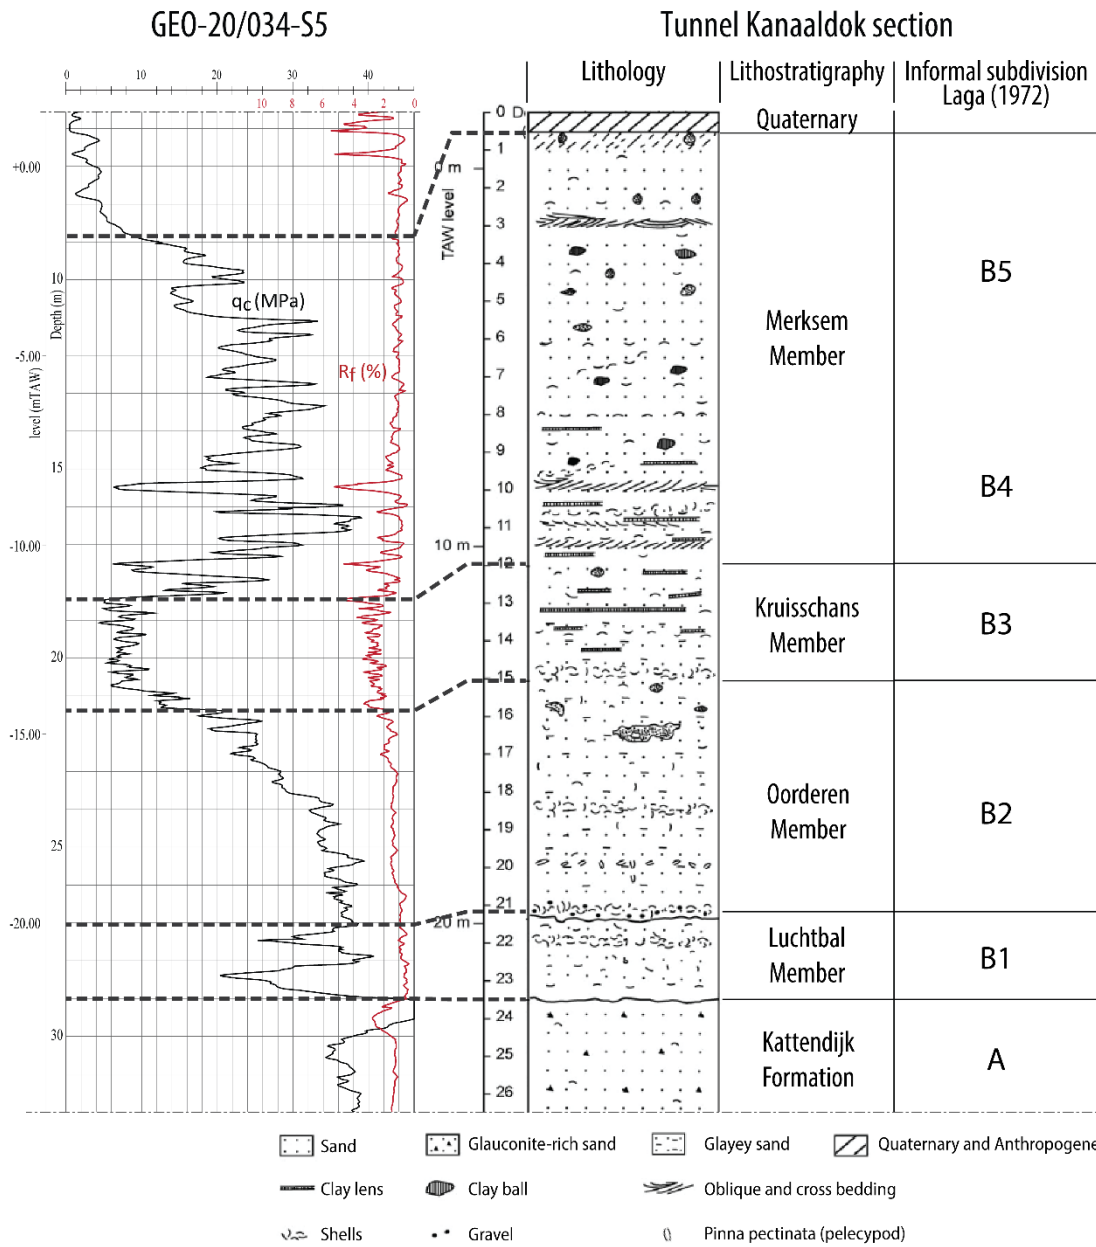 GEO-20/034-S5
Tunnel Kanaaldok section
Lithology
Lithostratigraphy
Informal subdivision
Laga (1972)
0 10 20 30 40
10 8 6 4 2 0
+0.00
10
-5.00
15
-10.00
20
-15.00
25
-20.00
30
Depth (m)
level (mTAW)
qc (MPa)
Rf (%)
0 m
TAW level
10 m
20 m
0 D
1
2
3
4
5
6
7
8
9
10
11
12
13
14
15
16
17
18
19
20
21
22
23
24
25
26
Quaternary
Merksem
Member
B5
B4
Kruisschans
Member
B3
Oorderen
Member
B2
Luchtbal
Member
B1
Kattendijk
Formation
A
Sand
Glauconite-rich sand
Glayey sand
Quaternary and Anthropogene
Clay lens
Clay ball
Oblique and cross bedding
Shells
Gravel
Pinna pectinata (pelecypod)